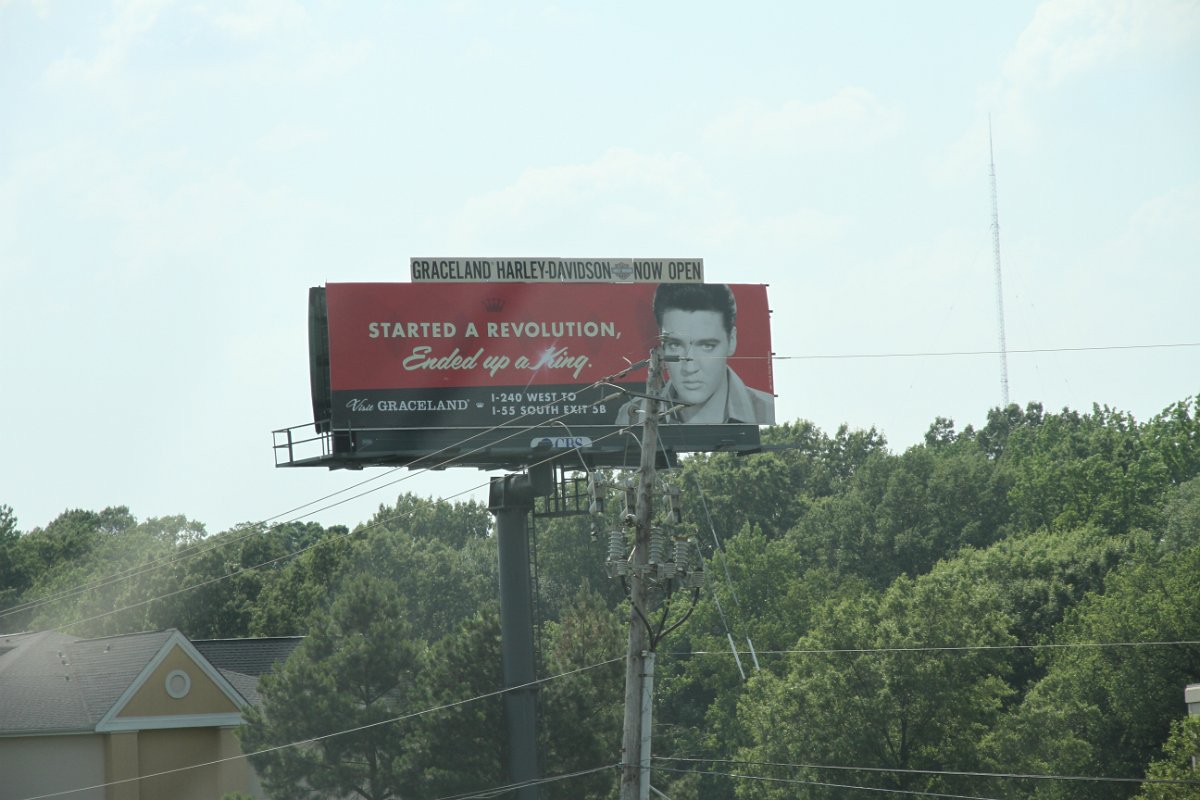 GRACELAND HARLEY-DAVIDSON NOW OPEN
STARTED A REVOLUTION,
Ended up a King.
Visit GRACELAND
I-240 WEST TO
I-55 SOUTH EXIT 5B
CBS